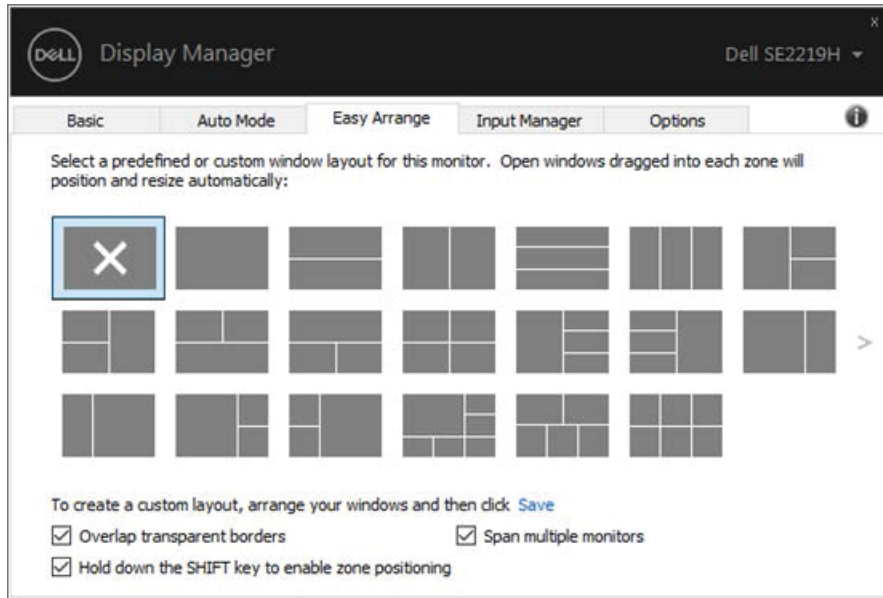 x
DELL Display Manager
Dell SE2219H
Basic Auto Mode Easy Arrange Input Manager Options
Select a predefined or custom window layout for this monitor. Open windows dragged into each zone will
position and resize automatically:
>
To create a custom layout, arrange your windows and then click Save
Overlap transparent borders
Span multiple monitors
Hold down the SHIFT key to enable zone positioning